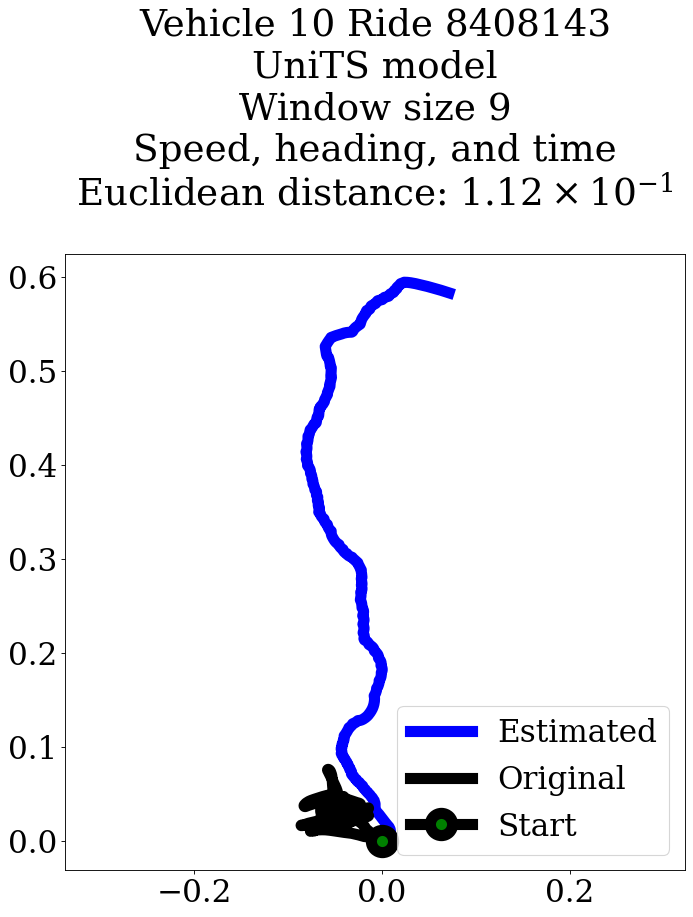 Vehicle 10 Ride 8408143
UniTS model
Window size 9
Speed, heading, and time
Euclidean distance: $1.12 \times 10^{-1}$
0.6
0.5
0.4
0.3
0.2
0.1
0.0
−0.2
0.0
0.2
Estimated
Original
Start